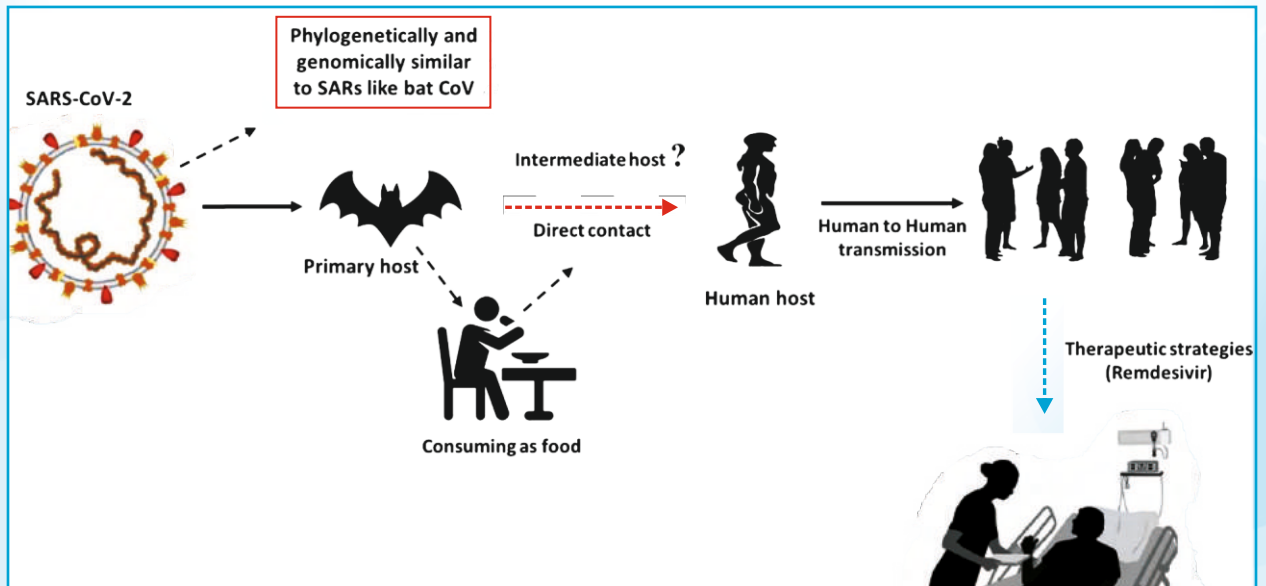 Phylogenetically and
genomically similar
to SARs like bat CoV
SARS-CoV-2
Intermediate host ?
Direct contact
Primary host
Human host
Human to Human
transmission
Consuming as food
Therapeutic strategies
(Remdesivir)